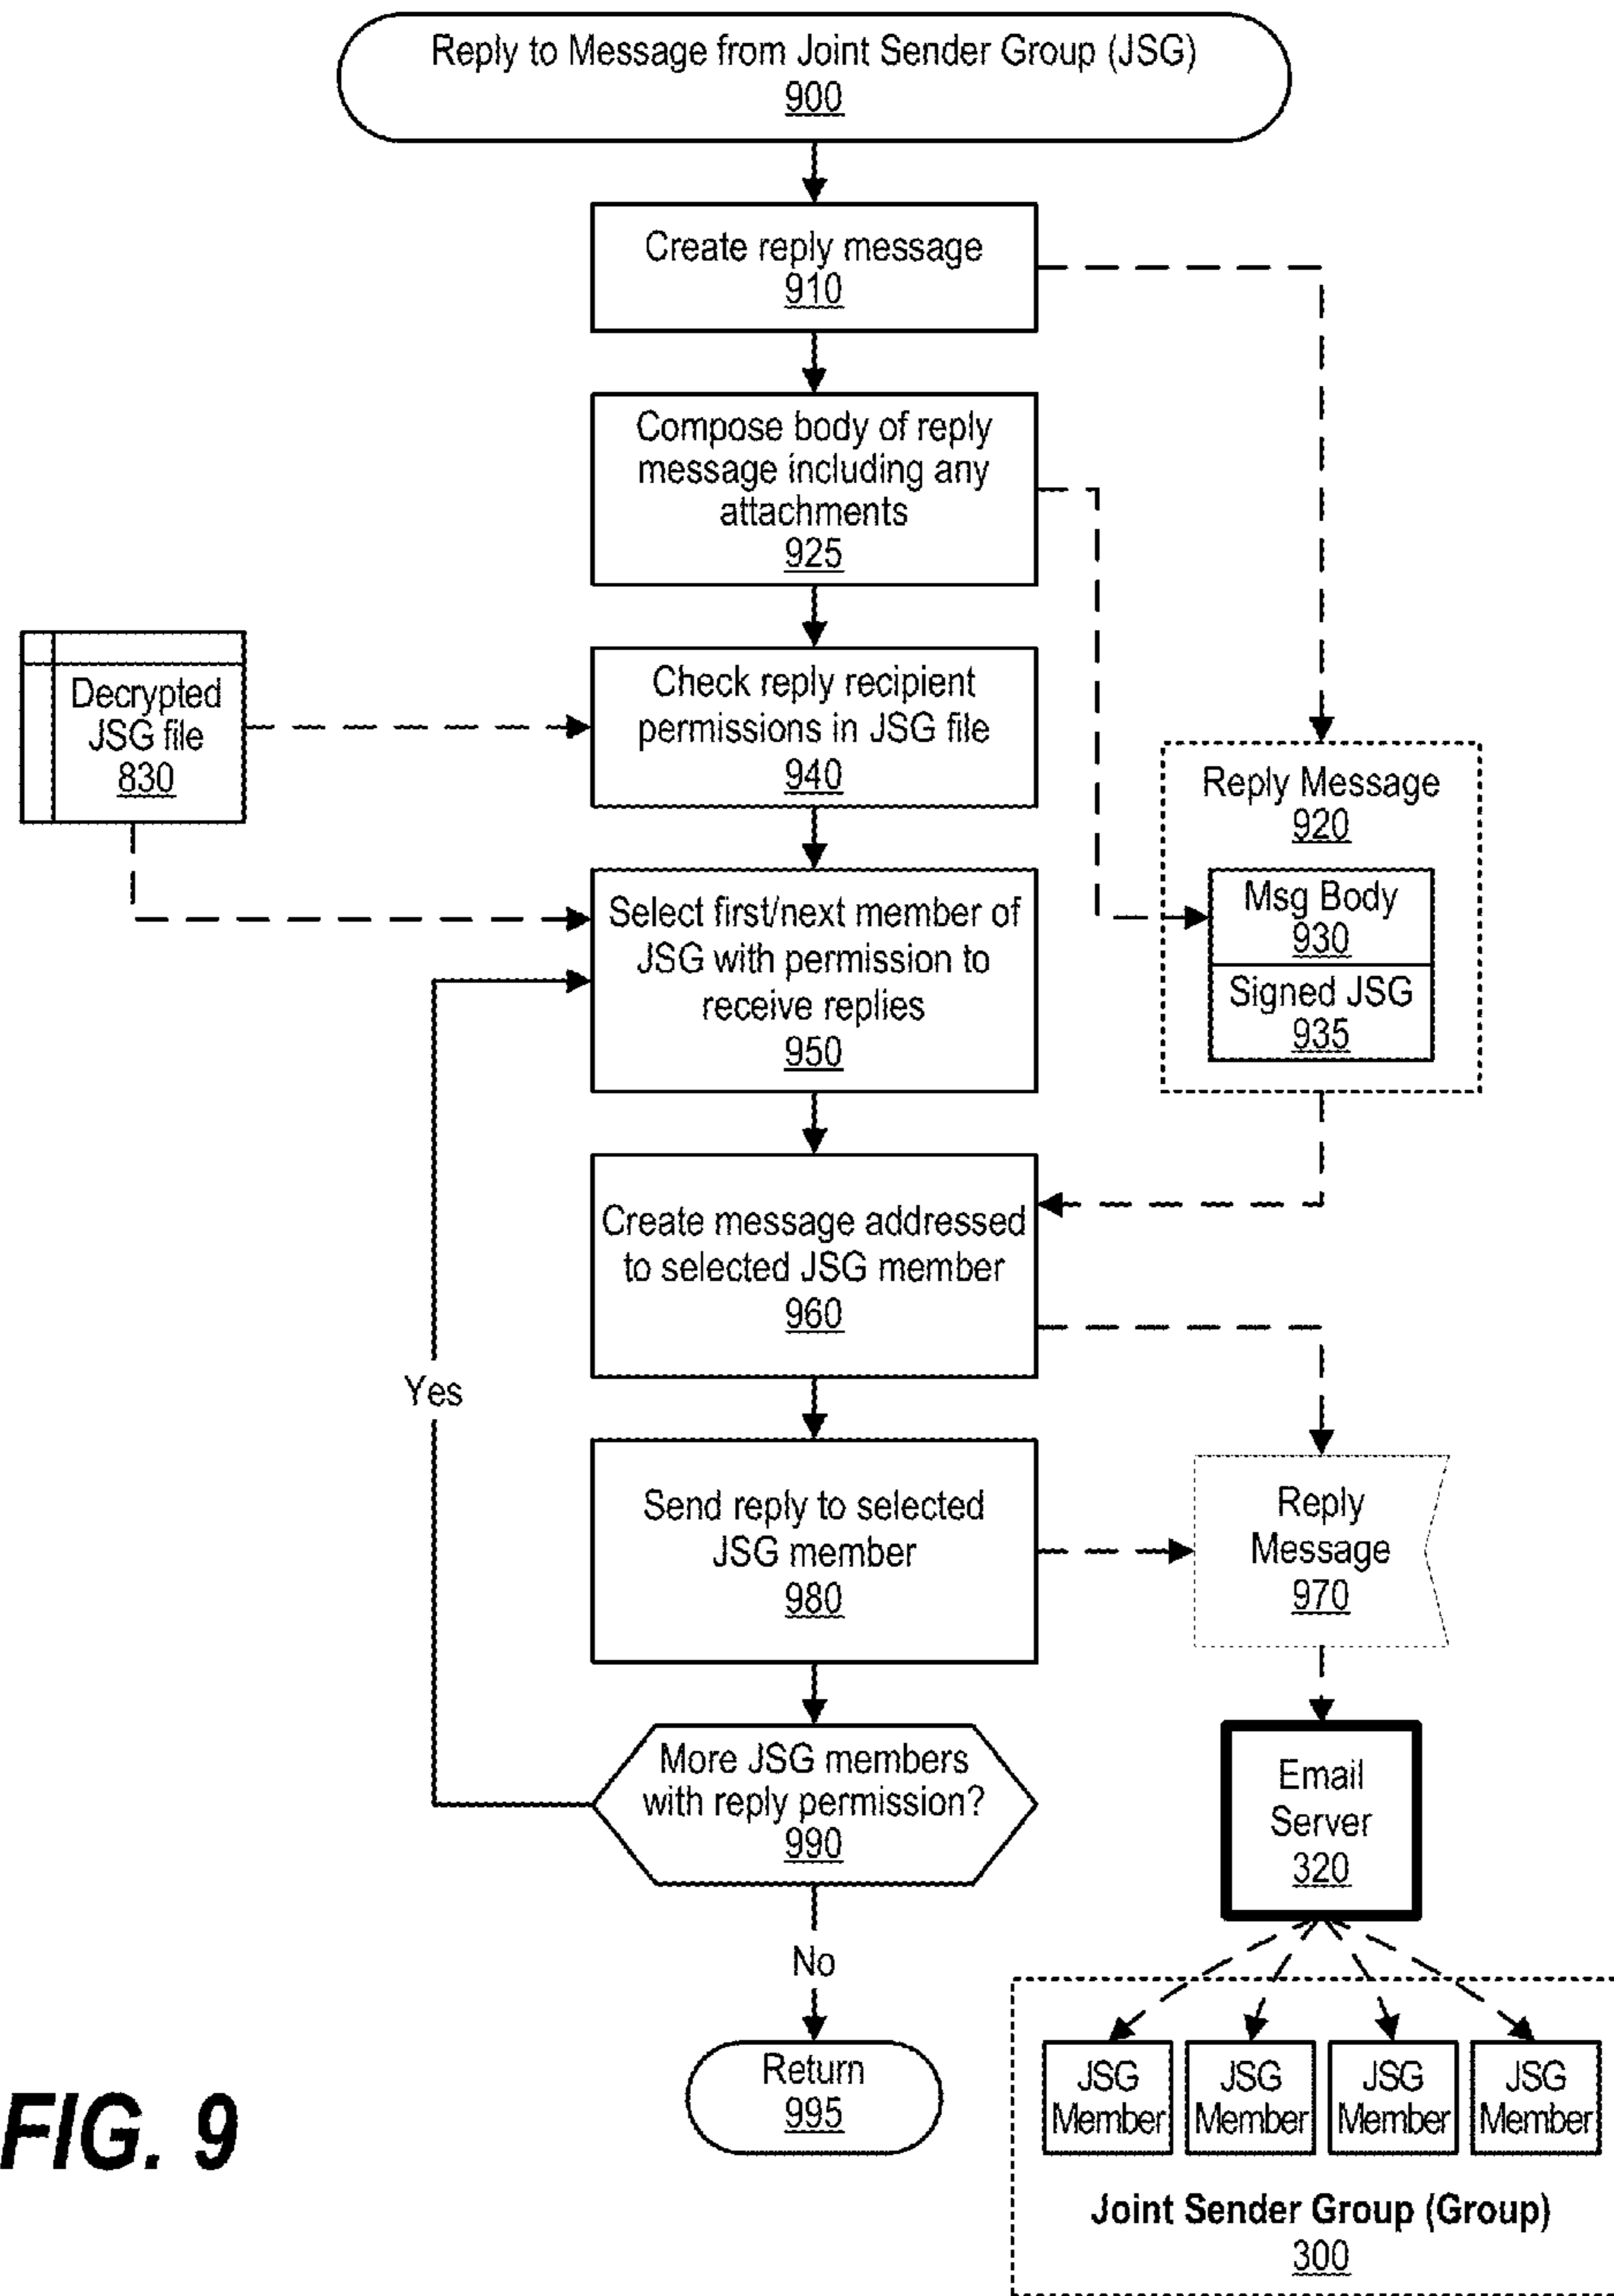 Reply to Message from Joint Sender Group (JSG)
900
Create reply message
910
Compose body of reply
message including any
attachments
925
Decrypted
JSG file
830
Check reply recipient
permissions in JSG file
940
Reply Message
920
Msg Body
930
Signed JSG
935
Select first/next member of
JSG with permission to
receive replies
950
Create message addressed
to selected JSG member
960
Yes
Send reply to selected
JSG member
980
Reply
Message
970
More JSG members
with reply permission?
990
Email
Server
320
No
Return
995
JSG
Member
JSG
Member
JSG
Member
JSG
Member
Joint Sender Group (Group)
300
FIG. 9